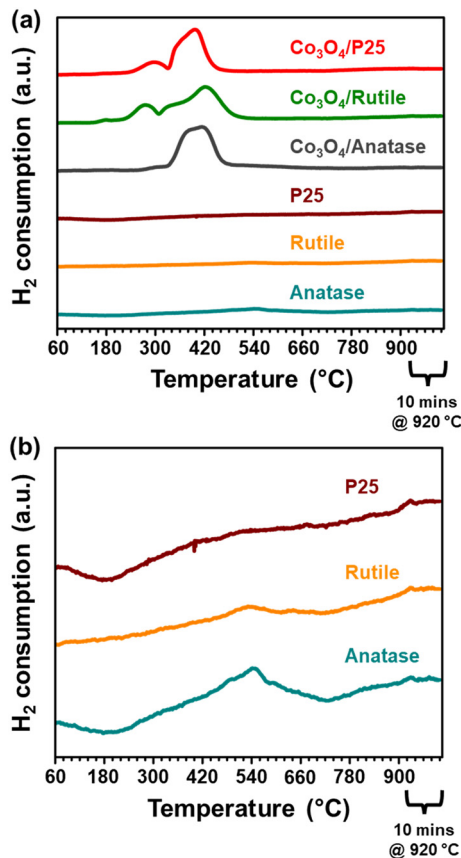 (a)
Co₃O₄/P25
Co₃O₄/Rutile
Co₃O₄/Anatase
P25
Rutile
Anatase
H₂ consumption (a.u.)
60 180 300 420 540 660 780 900
Temperature (°C)
10 mins
@ 920 °C
(b)
P25
Rutile
Anatase
H₂ consumption (a.u.)
60 180 300 420 540 660 780 900
Temperature (°C)
10 mins
@ 920 °C